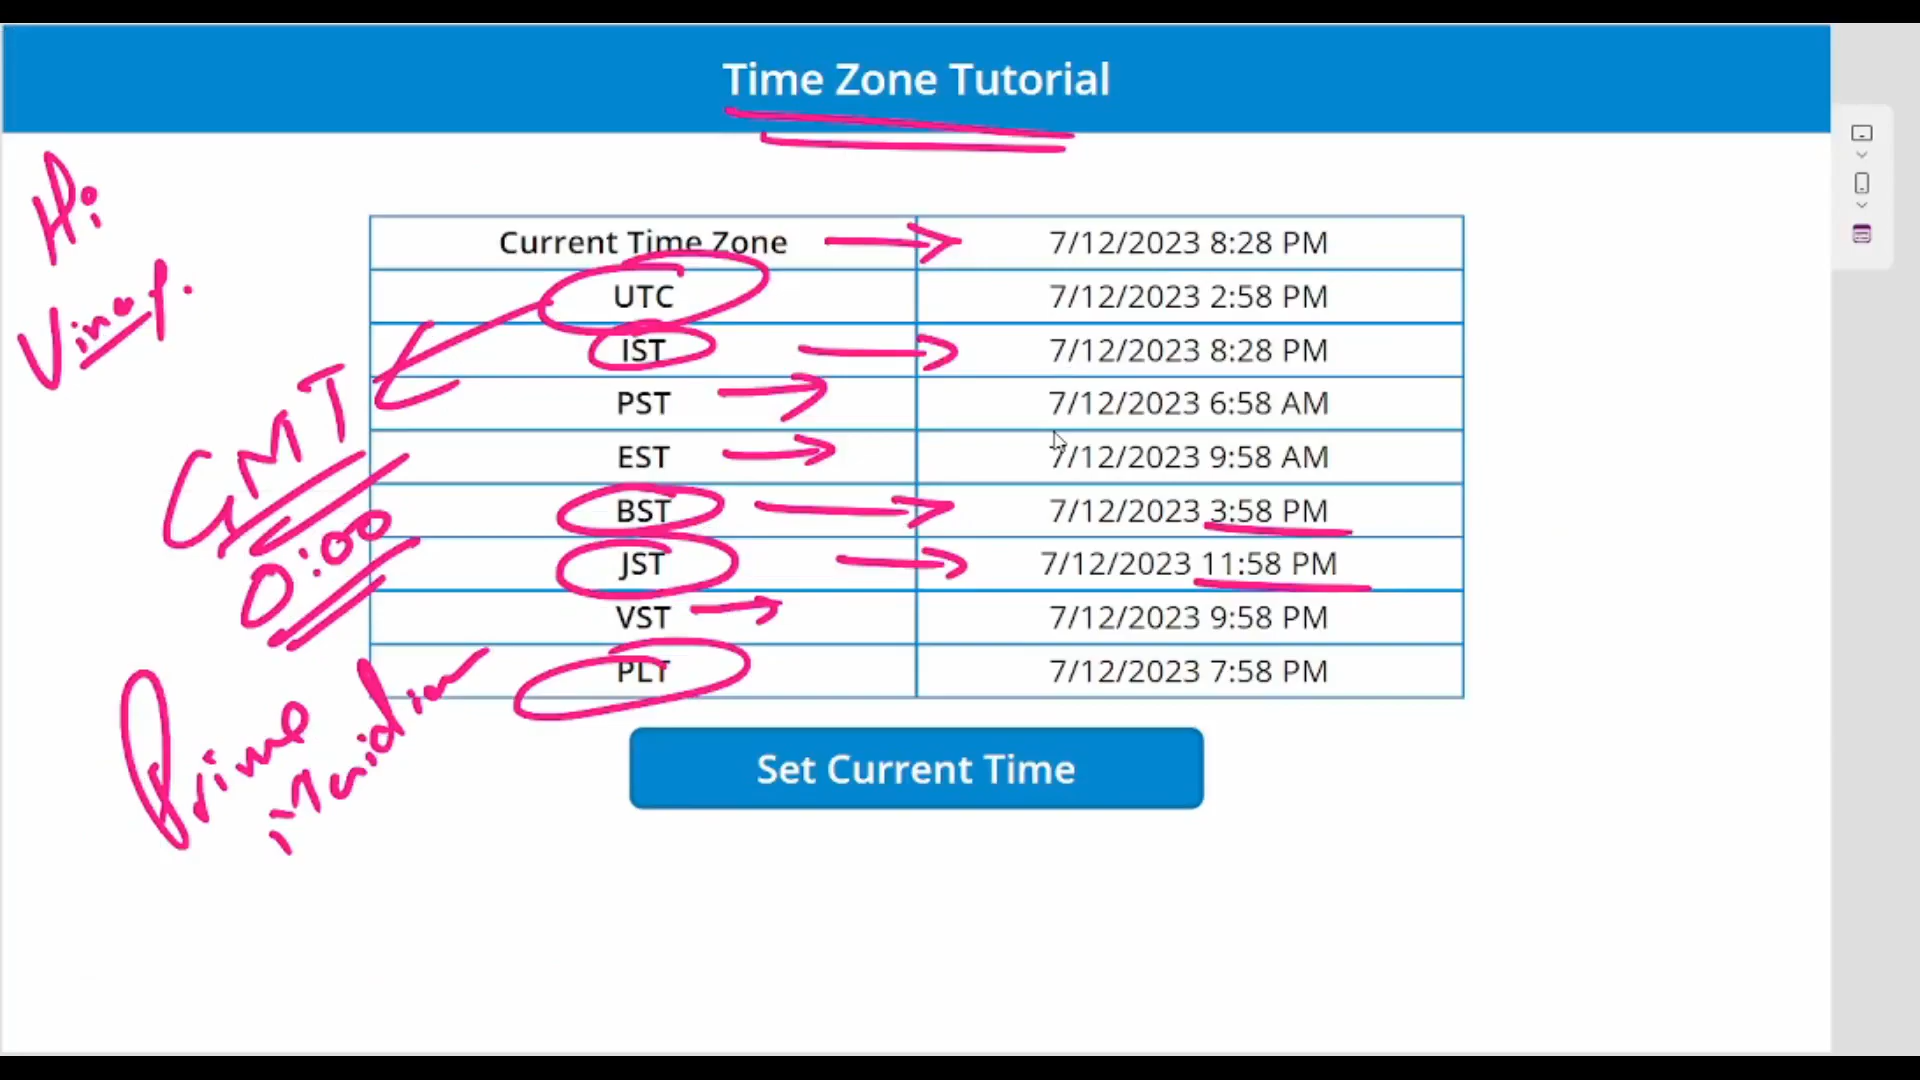 Time Zone Tutorial
Hi
Vinay.
Current Time Zone 7/12/2023 8:28 PM
UTC 7/12/2023 2:58 PM
IST 7/12/2023 8:28 PM
PST 7/12/2023 6:58 AM
EST 7/12/2023 9:58 AM
BST 7/12/2023 3:58 PM
JST 7/12/2023 11:58 PM
VST 7/12/2023 9:58 PM
PLT 7/12/2023 7:58 PM
GMT
0:00
Prime
Meridian
Set Current Time